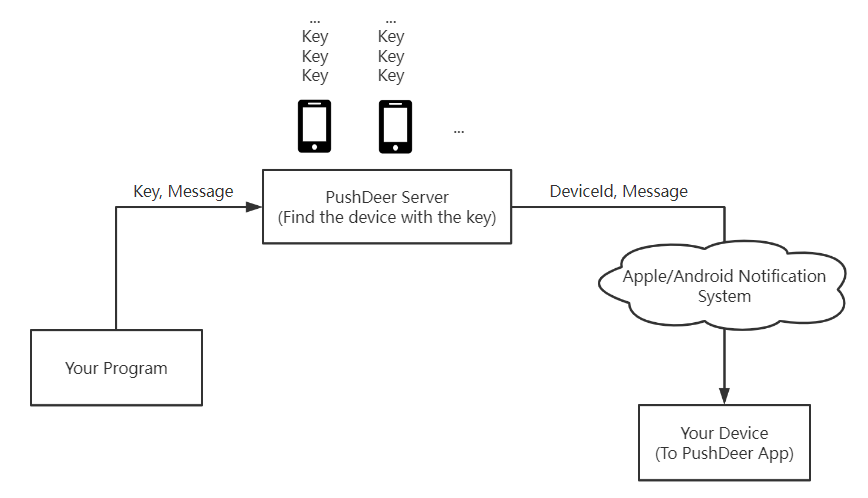 ...
...
Key
Key
Key
Key
Key
Key
...
Key, Message
PushDeer Server
(Find the device with the key)
DeviceId, Message
Apple/Android Notification
System
Your Program
Your Device
(To PushDeer App)